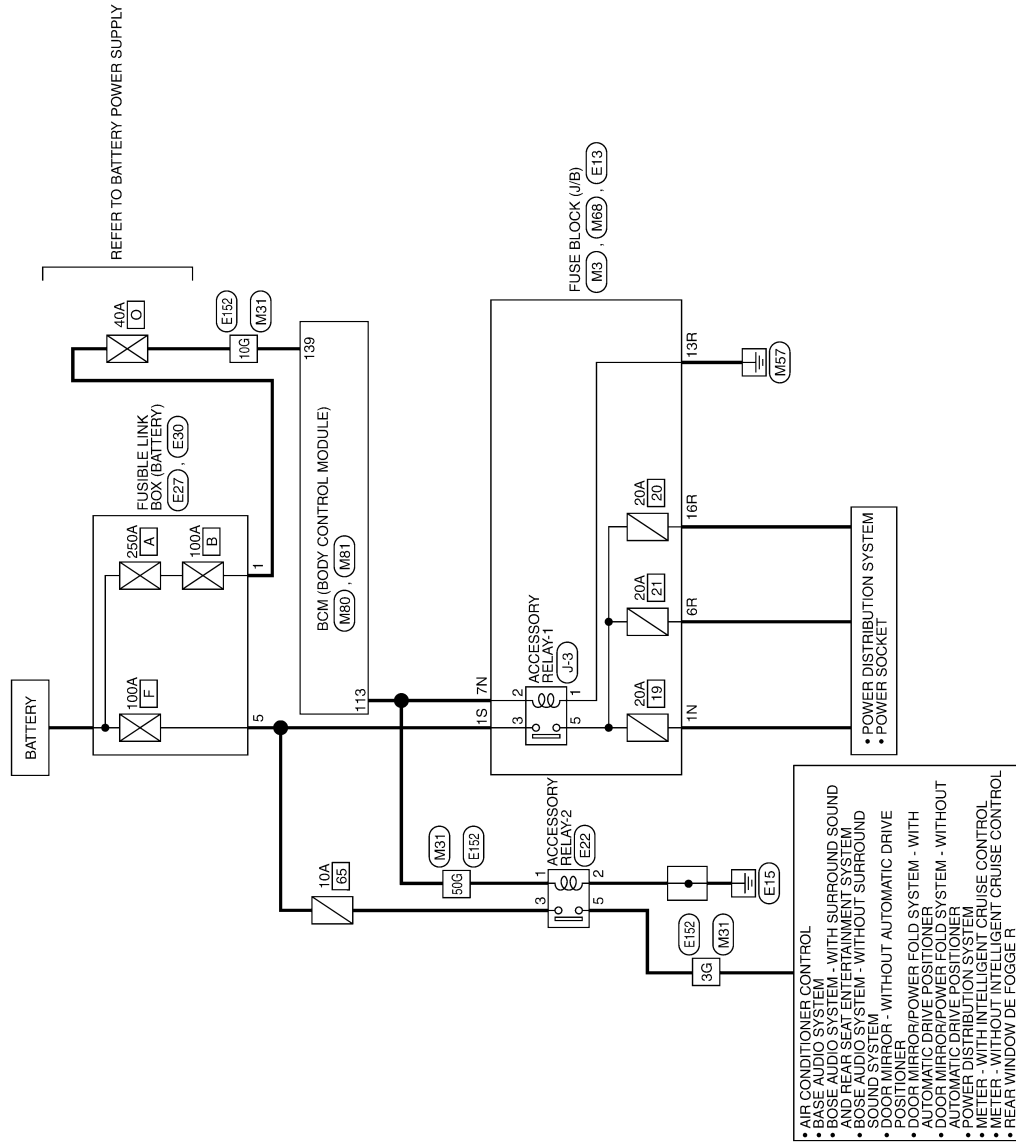 REFER TO BATTERY POWER SUPPLY
BATTERY
FUSIBLE LINK
BOX (BATTERY)
E27 , E30
100A
F
250A
A
100A
B
5
1
40A
O
E152
10G
M31
139
BCM (BODY CONTROL MODULE)
M80 , M81
113
FUSE BLOCK (J/B)
M3 , M68 , E13
1S
7N
3
2
ACCESSORY
RELAY-1
J-3
5
1
20A
19
20A
21
20A
20
1N
6R
16R
13R
M57
10A
65
M31
50G
E152
ACCESSORY
RELAY-2
E22
3
1
5
2
E15
E152
3G
M31
• POWER DISTRIBUTION SYSTEM
• POWER SOCKET
• AIR CONDITIONER CONTROL
• BASE AUDIO SYSTEM
• BOSE AUDIO SYSTEM - WITH SURROUND SOUND
AND REAR SEAT ENTERTAINMENT SYSTEM
• BOSE AUDIO SYSTEM - WITHOUT SURROUND
SOUND SYSTEM
• DOOR MIRROR - WITHOUT AUTOMATIC DRIVE
POSITIONER
• DOOR MIRROR/POWER FOLD SYSTEM - WITH
AUTOMATIC DRIVE POSITIONER
• DOOR MIRROR/POWER FOLD SYSTEM - WITHOUT
AUTOMATIC DRIVE POSITIONER
• POWER DISTRIBUTION SYSTEM
• METER - WITH INTELLIGENT CRUISE CONTROL
• METER - WITHOUT INTELLIGENT CRUISE CONTROL
• REAR WINDOW DE FOGGE R